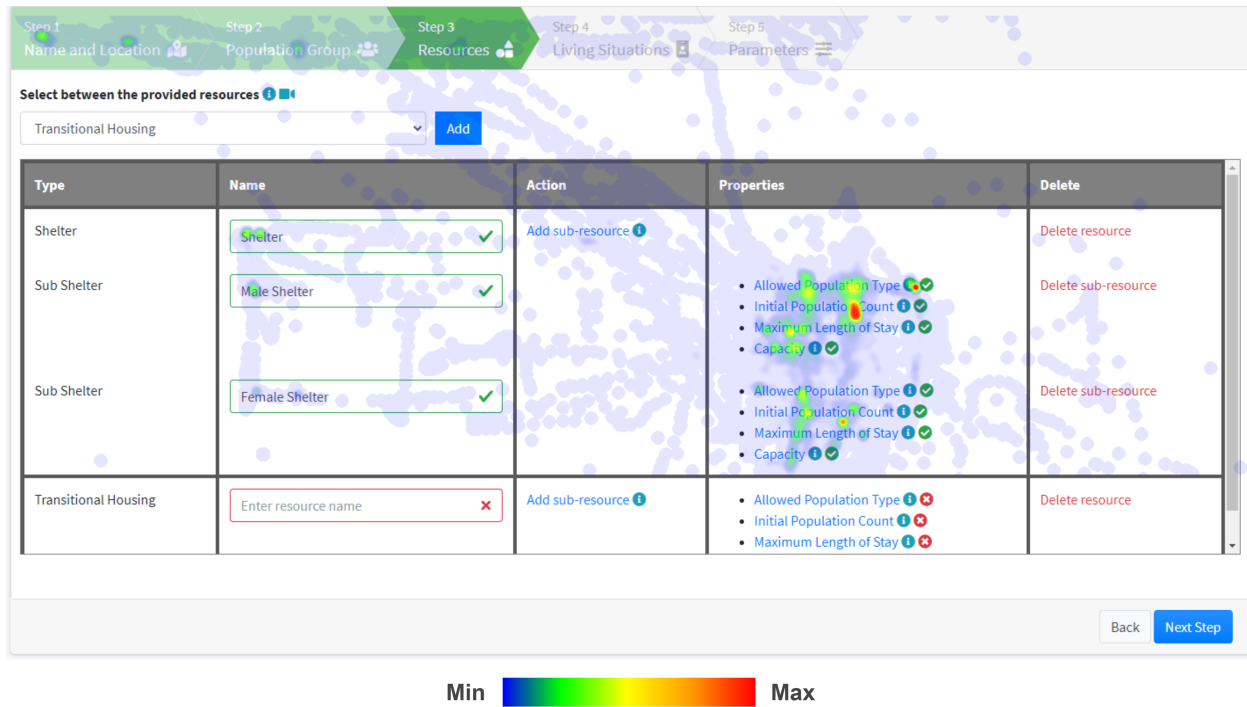 Step 1
Name and Location
Step 2
Population Group
Step 3
Resources
Step 4
Living Situations
Step 5
Parameters
Select between the provided resources
Transitional Housing
Add
Type Name Action Properties Delete
Shelter Shelter Add sub-resource Delete resource
Sub Shelter Male Shelter Allowed Population Type Delete sub-resource
Initial Population Count
Maximum Length of Stay
Capacity
Sub Shelter Female Shelter Allowed Population Type Delete sub-resource
Initial Population Count
Maximum Length of Stay
Capacity
Transitional Housing Enter resource name Add sub-resource Allowed Population Type Delete resource
Initial Population Count
Maximum Length of Stay
Back Next Step
Min Max